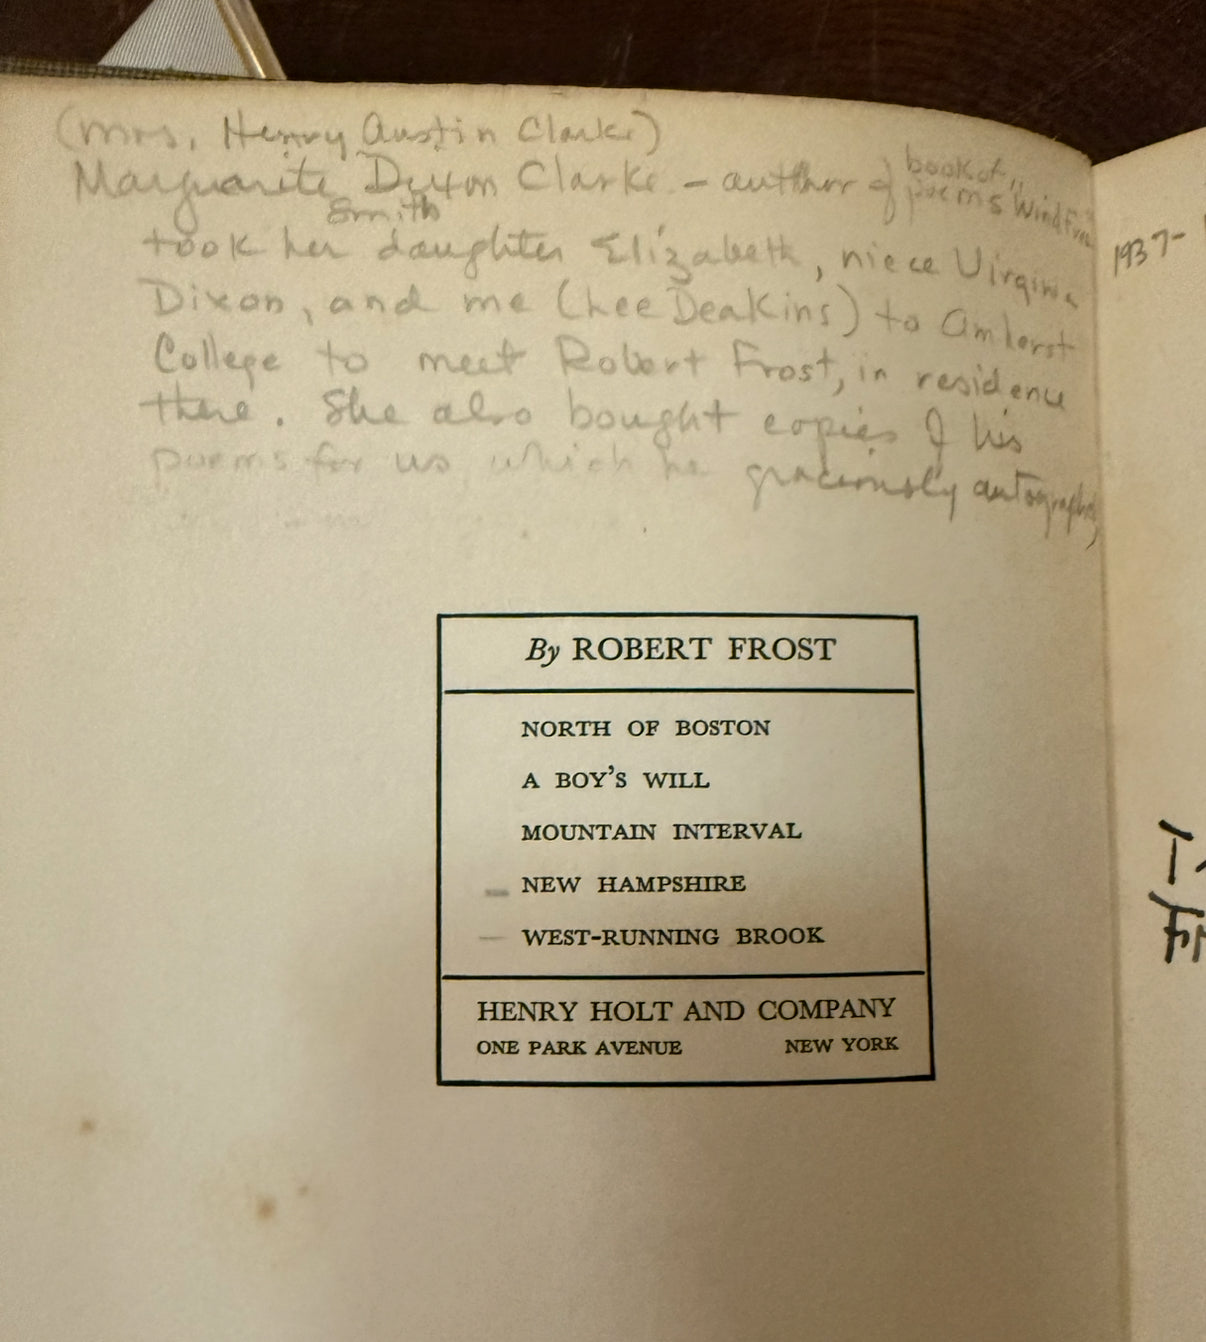 (Mrs. Henry Austin Clarke)
Marguarite Dixon Clarke - author of book of poems "Wind
Smith
took her daughter Elizabeth, niece Virginia
Dixon, and me (Lee Deakins) to Amherst
College to meet Robert Frost, in residence
there. She also bought copies of his
poems for us which he graciously autographed,
1937-
By ROBERT FROST
NORTH OF BOSTON
A BOY'S WILL
MOUNTAIN INTERVAL
NEW HAMPSHIRE
WEST-RUNNING BROOK
HENRY HOLT AND COMPANY
ONE PARK AVENUE NEW YORK